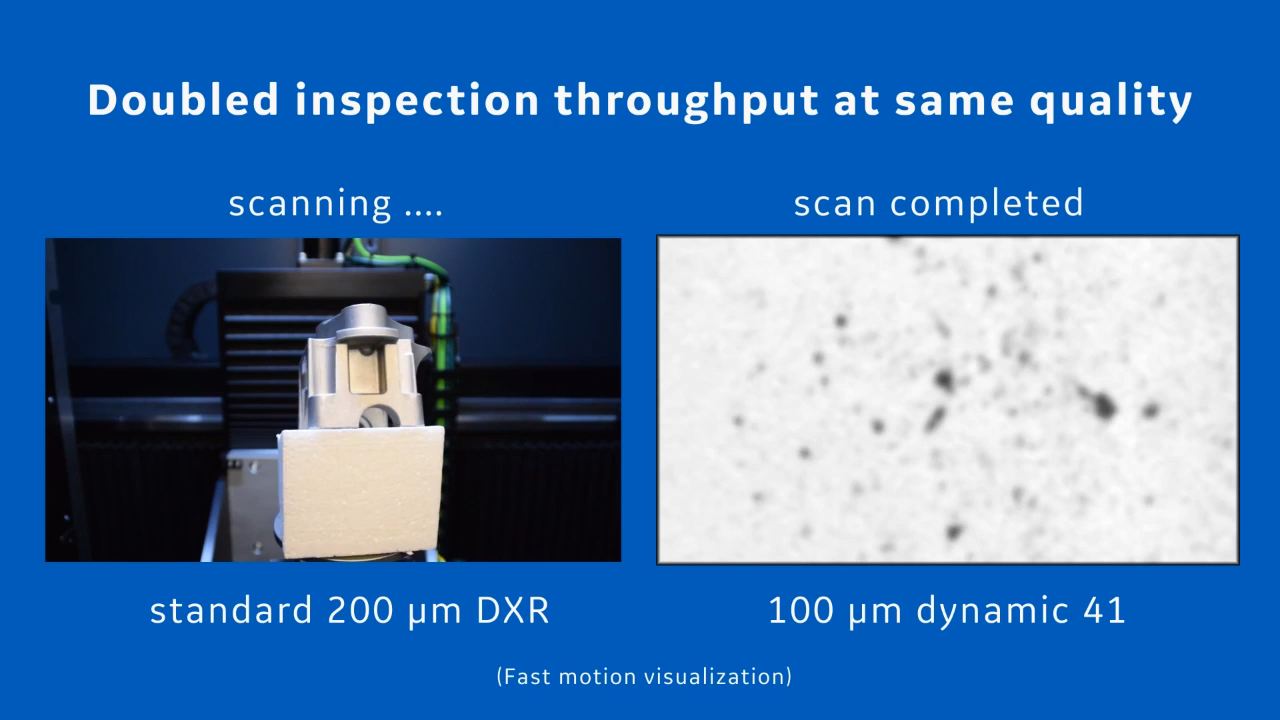 Doubled inspection throughput at same quality
scanning ....
scan completed
standard 200 μm DXR
100 μm dynamic 41
(Fast motion visualization)